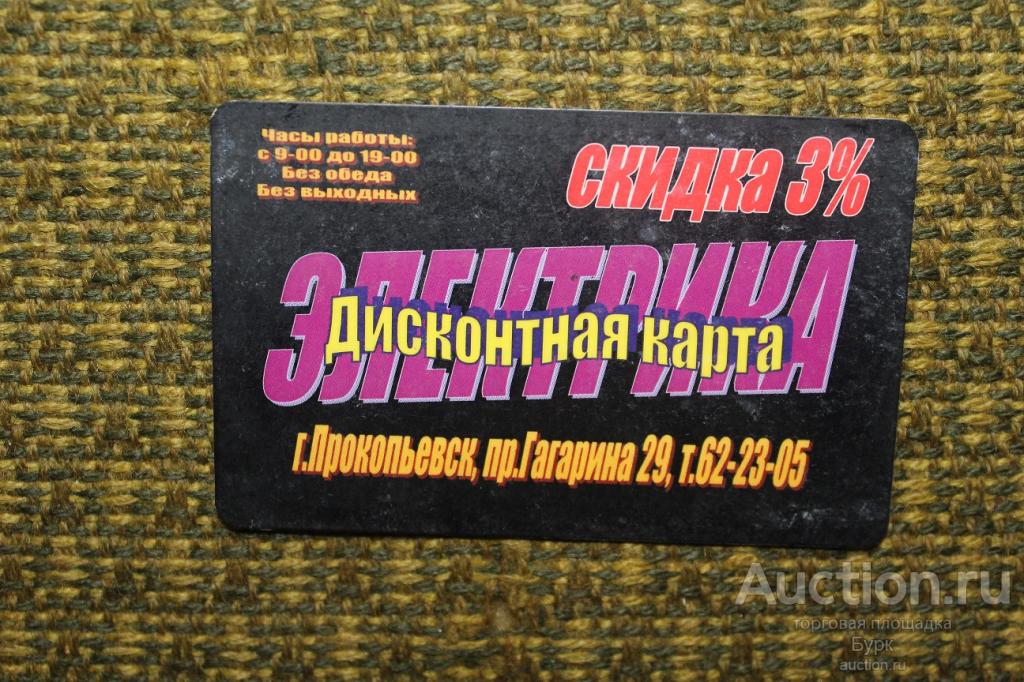 Часы работы:
с 9-00 до 19-00
Без обеда
Без выходных
скидка 3%
ЭЛЕКТРИКА
Дисконтная карта
г.Прокопьевск, пр.Гагарина 29, т.62-23-05
Auction.ru
торговая площадка
Бурк
auction.ru